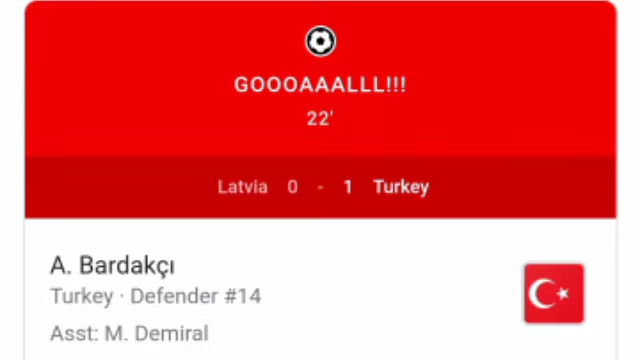 GOOOAAALLL!!!
22'
Latvia 0 - 1 Turkey
A. Bardakçı
Turkey · Defender #14
Asst: M. Demiral